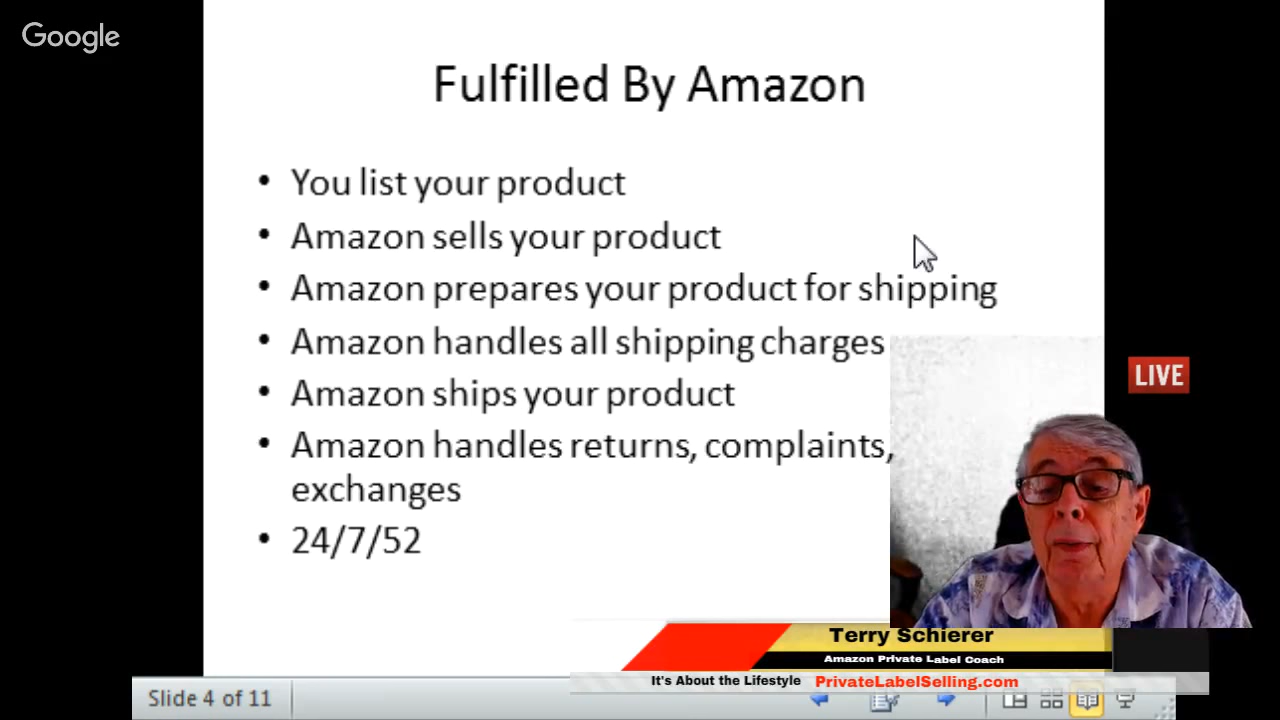 Google
Fulfilled By Amazon
• You list your product
• Amazon sells your product
• Amazon prepares your product for shipping
• Amazon handles all shipping charges
• Amazon ships your product
• Amazon handles returns, complaints,
exchanges
• 24/7/52
LIVE
Terry Schierer
Amazon Private Label Coach
It's About the Lifestyle PrivateLabelSelling.com
Slide 4 of 11